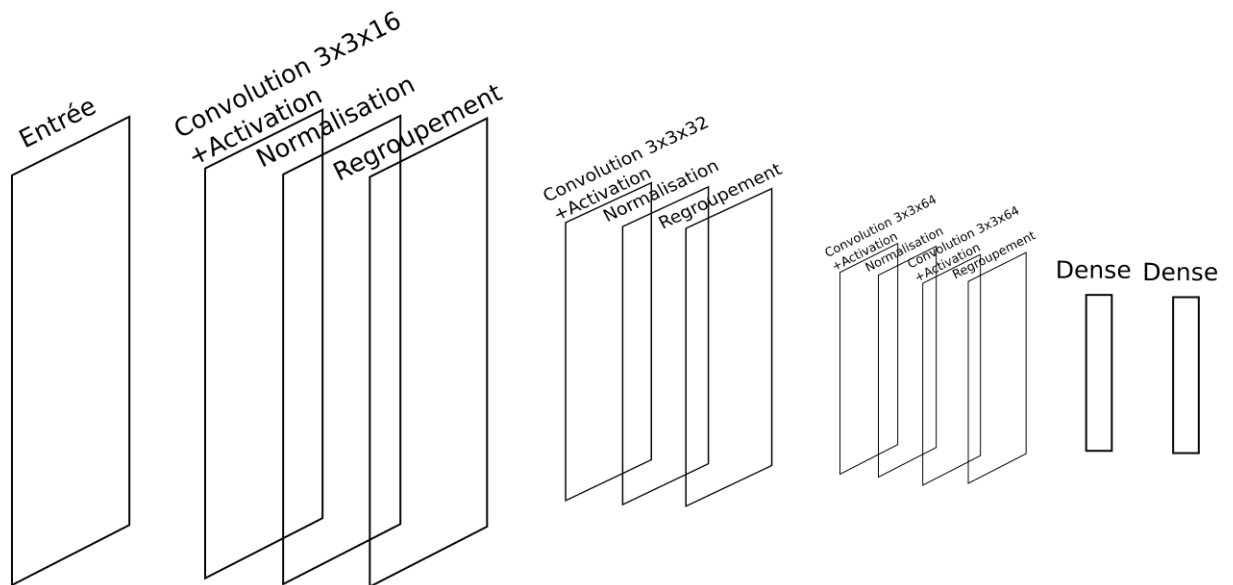 Entrée
Convolution 3x3x16
+Activation
Normalisation
Regroupement
Convolution 3x3x32
+Activation
Normalisation
Regroupement
Convolution 3x3x64
+Activation
Normalisation
Convolution 3x3x64
+Activation
Regroupement
Dense
Dense